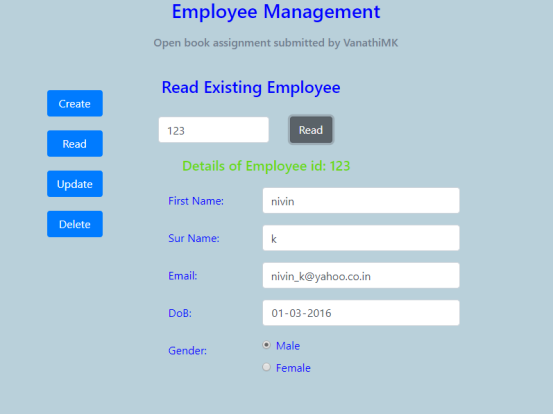 Employee Management
Open book assignment submitted by VanathiMK
Create
Read
Update
Delete
Read Existing Employee
123 Read
Details of Employee id: 123
First Name: nivin
Sur Name: k
Email: nivin_k@yahoo.co.in
DoB: 01-03-2016
Gender: Male
Female